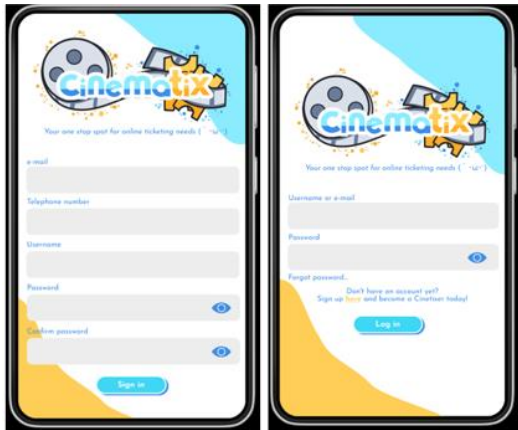 CinemaTix
Your one stop spot for online ticketing needs ( ˙ω˙)
e-mail
Telephone number
Username
Password
Confirm password
Sign in
CinemaTix
Your one stop spot for online ticketing needs ( ˙ω˙)
Username or e-mail
Password
Forgot password...
Don't have an account yet?
Sign up here and become a Cinetixer today!
Log in